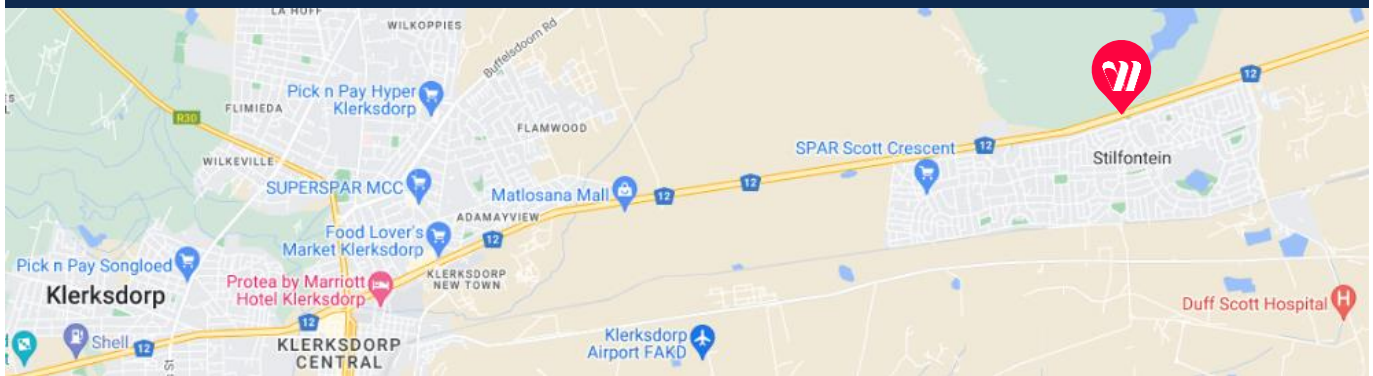 LA HOFF
WILKOPPIES
Buffelsdoorn Rd
12
Pick n Pay Hyper
Klerksdorp
FLIMIEDA
R30
FLAMWOOD
SPAR Scott Crescent
12
12
Stilfontein
WILKEVILLE
SUPERSPAR MCC
Matlosana Mall
12
12
ADAMAYVIEW
Food Lover's
Market Klerksdorp
12
Pick n Pay Songloed
Klerksdorp
Protea by Marriott
Hotel Klerksdorp
KLERKSDORP
NEW TOWN
Duff Scott Hospital
12
Shell
12
KLERKSDORP
CENTRAL
Klerksdorp
Airport FAKD